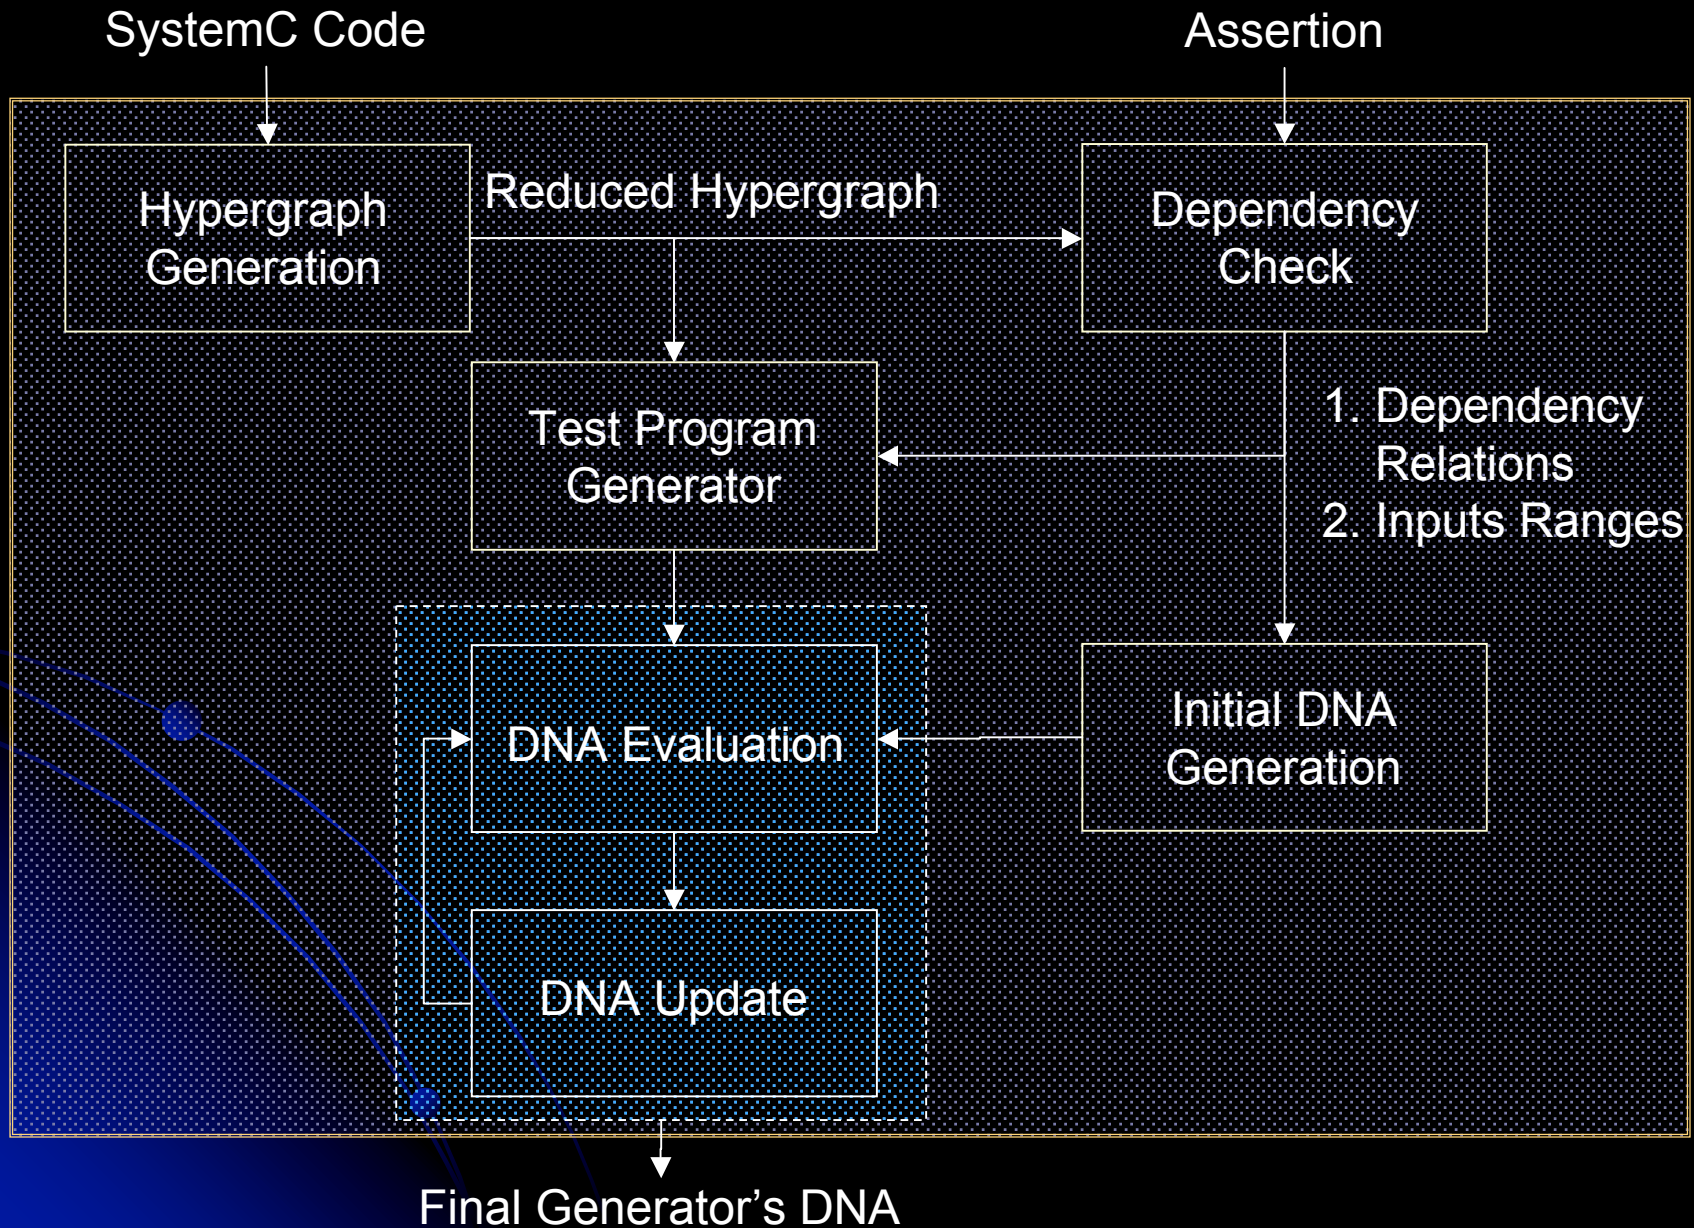 SystemC Code
Assertion
Hypergraph
Generation
Reduced Hypergraph
Dependency
Check
Test Program
Generator
1. Dependency
Relations
2. Inputs Ranges
DNA Evaluation
Initial DNA
Generation
DNA Update
Final Generator’s DNA